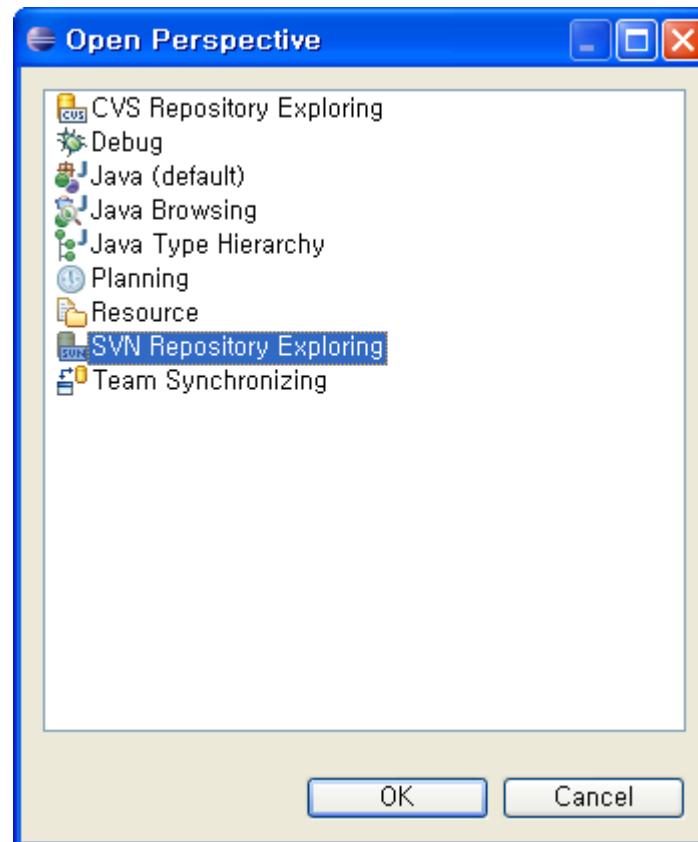 Open Perspective
CVS Repository Exploring
Debug
Java (default)
Java Browsing
Java Type Hierarchy
Planning
Resource
SVN Repository Exploring
Team Synchronizing
OK
Cancel